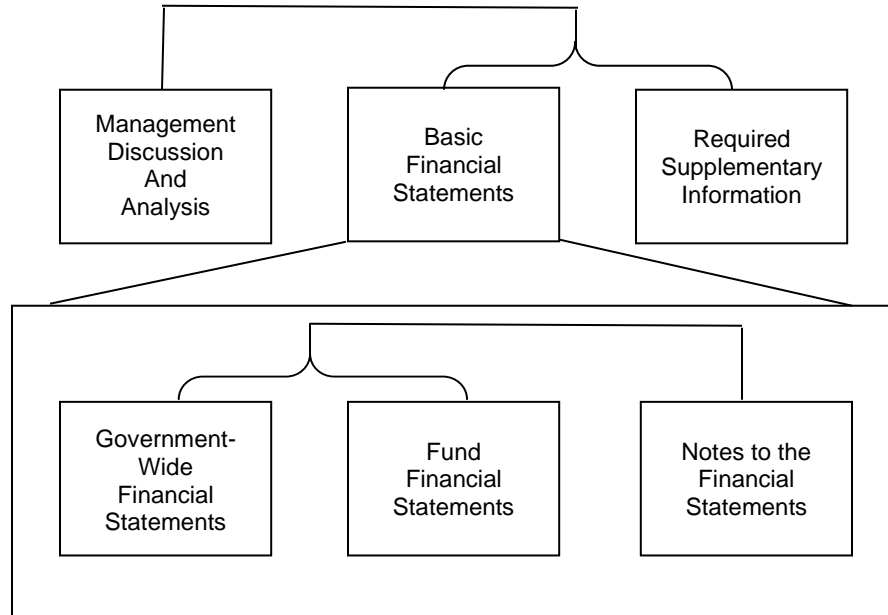 Management
Discussion
And
Analysis
Basic
Financial
Statements
Required
Supplementary
Information
Government-
Wide
Financial
Statements
Fund
Financial
Statements
Notes to the
Financial
Statements